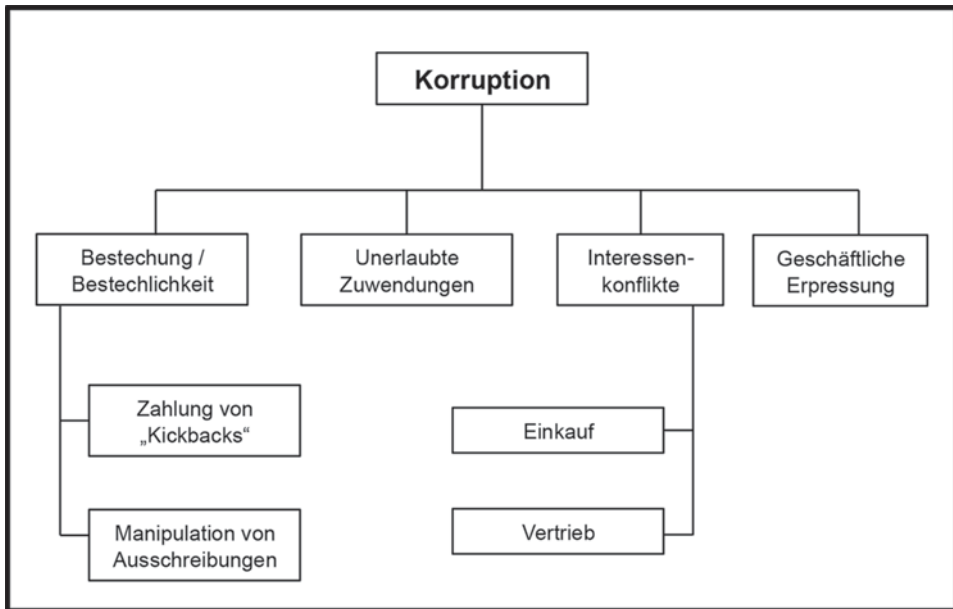 Korruption
Bestechung /
Bestechlichkeit
Unerlaubte
Zuwendungen
Interessen-
konflikte
Geschäftliche
Erpressung
Zahlung von
„Kickbacks“
Manipulation von
Ausschreibungen
Einkauf
Vertrieb